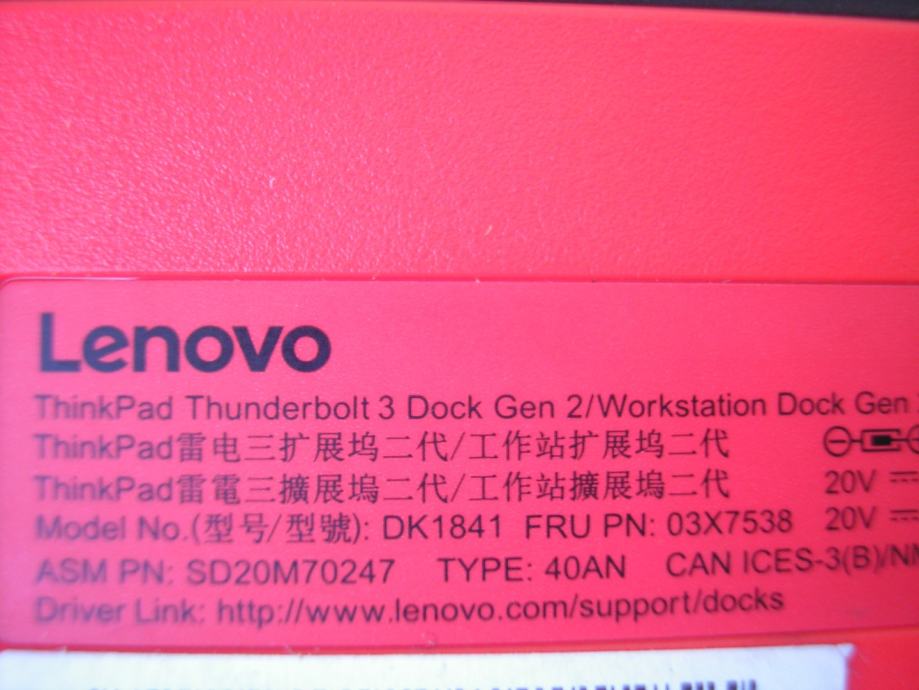 Lenovo
ThinkPad Thunderbolt 3 Dock Gen 2/Workstation Dock Gen
ThinkPad雷电三扩展坞二代/工作站扩展坞二代
ThinkPad雷電三擴展塢二代/工作站擴展塢二代 20V
Model No.(型号/型號): DK1841 FRU PN: 03X7538 20V
ASM PN: SD20M70247 TYPE: 40AN CAN ICES-3(B)/
Driver Link: http://www.lenovo.com/support/docks